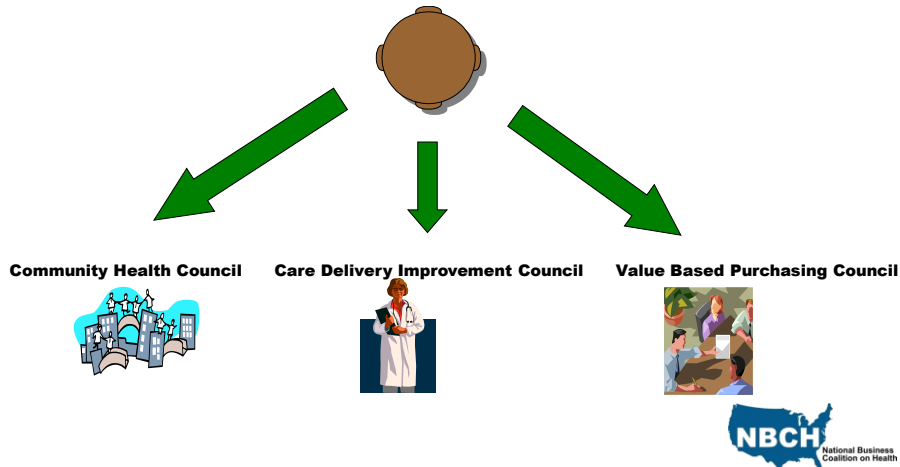 Community Health Council
Care Delivery Improvement Council
Value Based Purchasing Council
NBCH
National Business
Coalition on Health